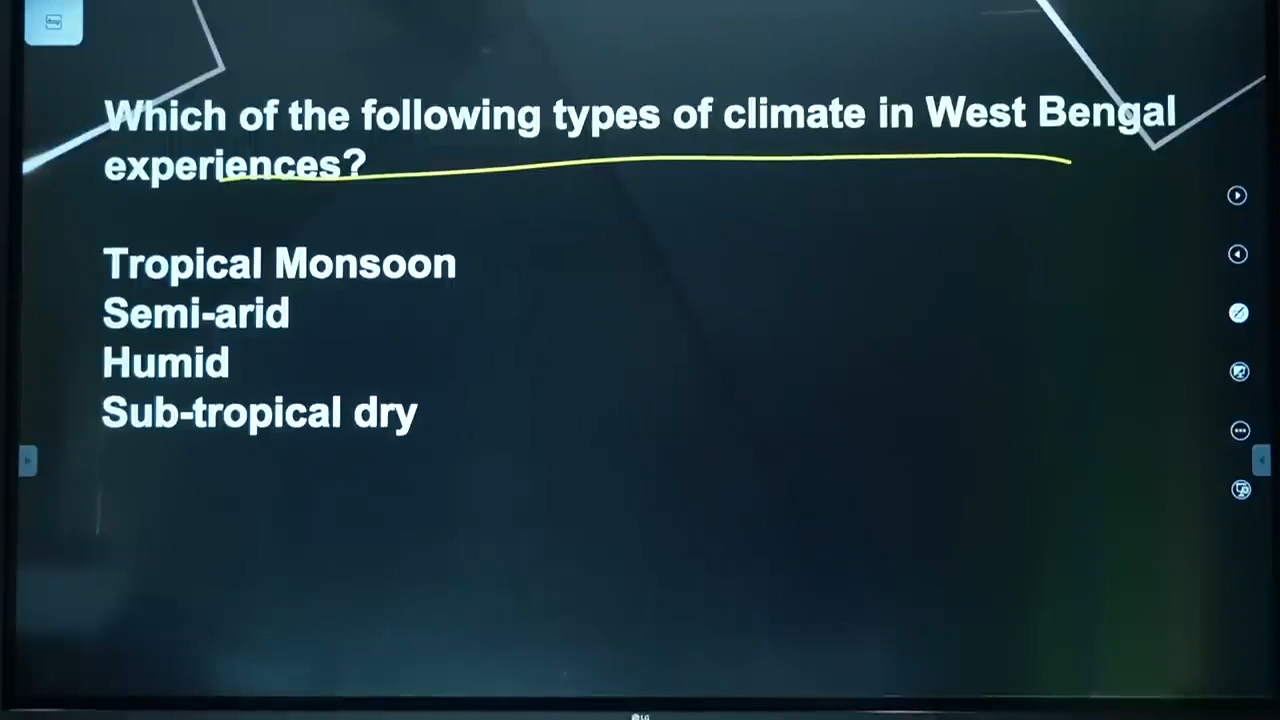 Which of the following types of climate in West Bengal
experiences?
Tropical Monsoon
Semi-arid
Humid
Sub-tropical dry
LG